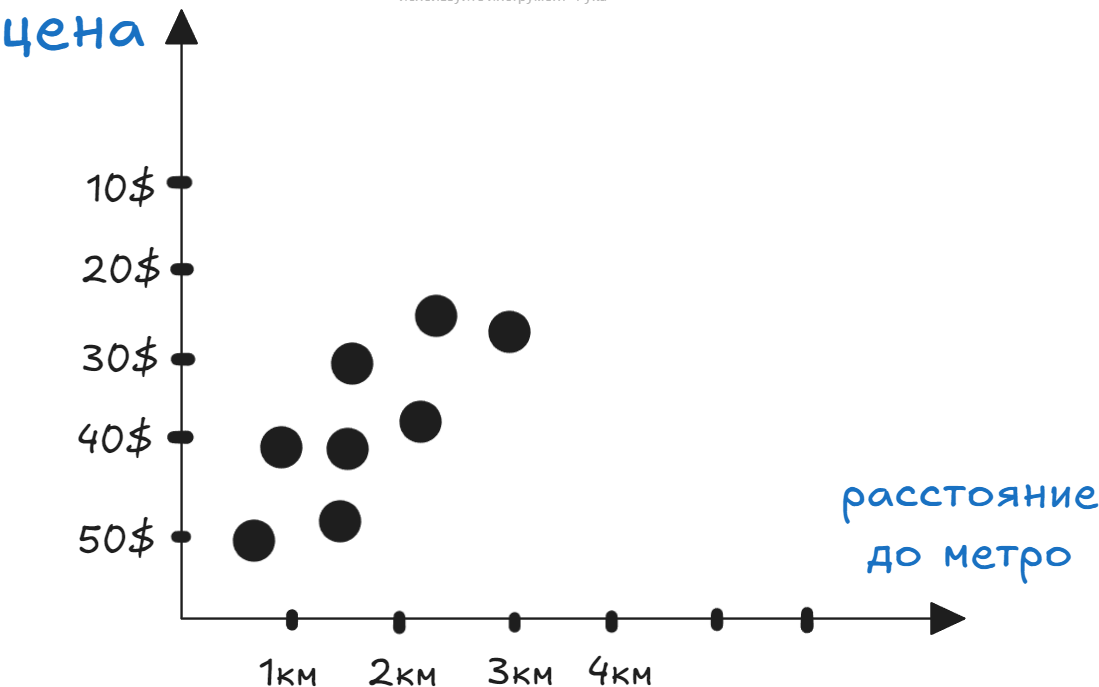 цена
10$
20$
30$
40$
50$
расстояние
до метро
1км
2км
3км
4км